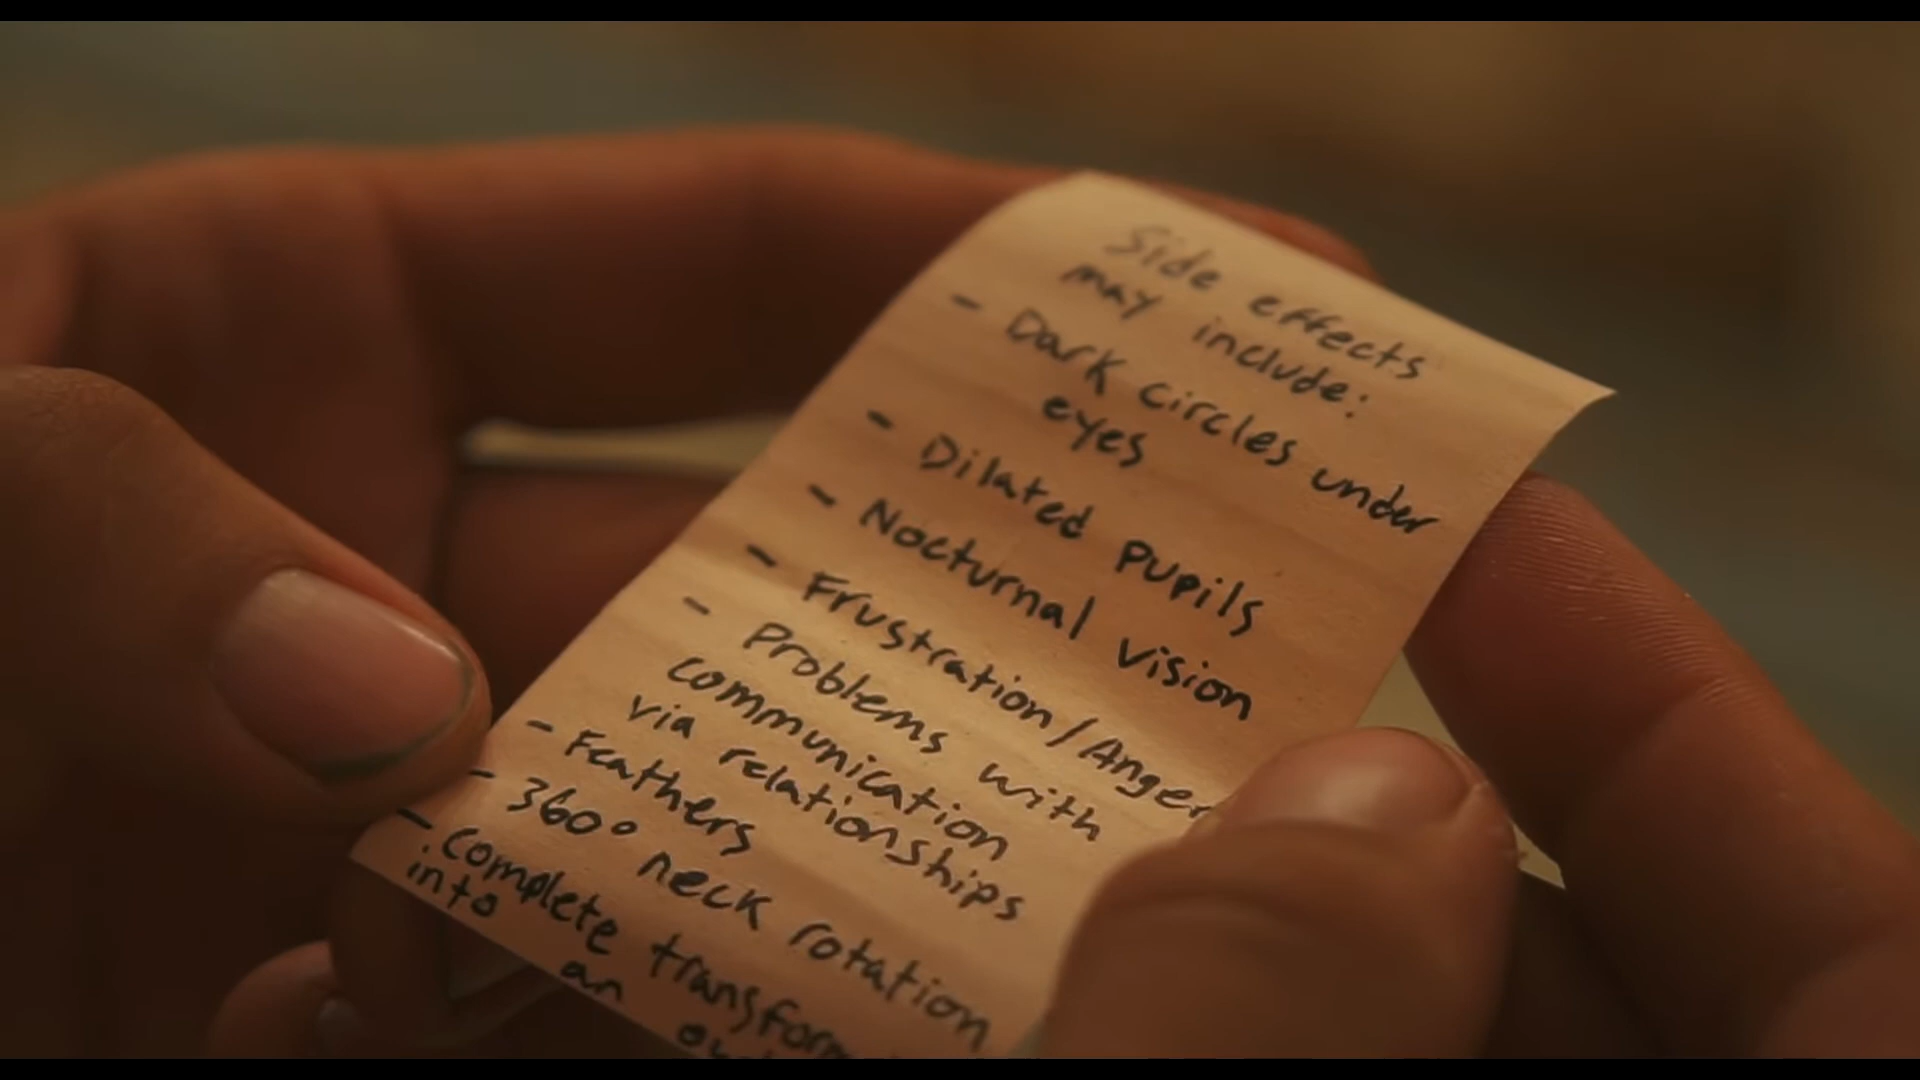 Side effects
may include:
- Dark circles under
eyes
- Dilated pupils
- Nocturnal vision
- Frustration/Anger
- Problems with
communication
via relationships
- Feathers
- 360° neck rotation
- complete
into an